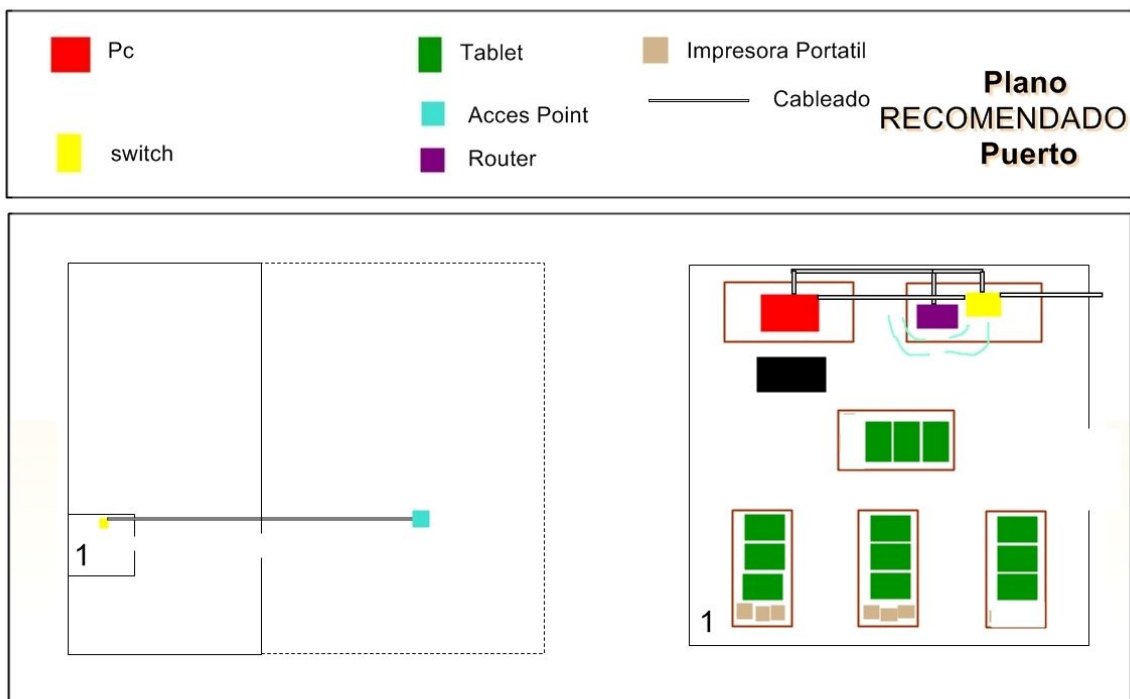 Pc
Tablet
Impresora Portatil
Acces Point
Cableado
switch
Router
Plano
RECOMENDADO
Puerto
1
1